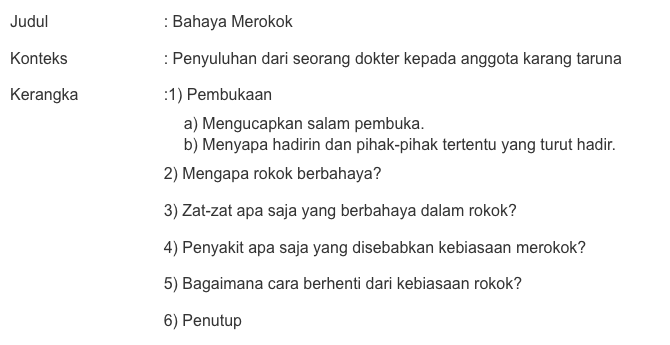 Judul : Bahaya Merokok
Konteks : Penyuluhan dari seorang dokter kepada anggota karang taruna
Kerangka :1) Pembukaan
a) Mengucapkan salam pembuka.
b) Menyapa hadirin dan pihak-pihak tertentu yang turut hadir.
2) Mengapa rokok berbahaya?
3) Zat-zat apa saja yang berbahaya dalam rokok?
4) Penyakit apa saja yang disebabkan kebiasaan merokok?
5) Bagaimana cara berhenti dari kebiasaan rokok?
6) Penutup